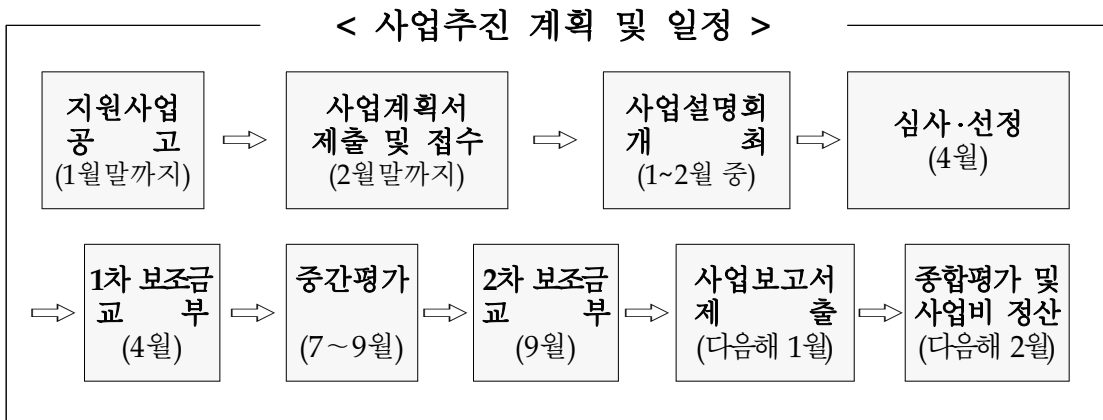 < 사업추진 계획 및 일정 >
지원사업
공 고
(1월말까지)
사업계획서
제출 및 접수
(2월말까지)
사업설명회
개 최
(1~2월 중)
심사·선정
(4월)
1차 보조금
교 부
(4월)
중간평가
(7～9월)
2차 보조금
교 부
(9월)
사업보고서
제 출
(다음해 1월)
종합평가 및
사업비 정산
(다음해 2월)